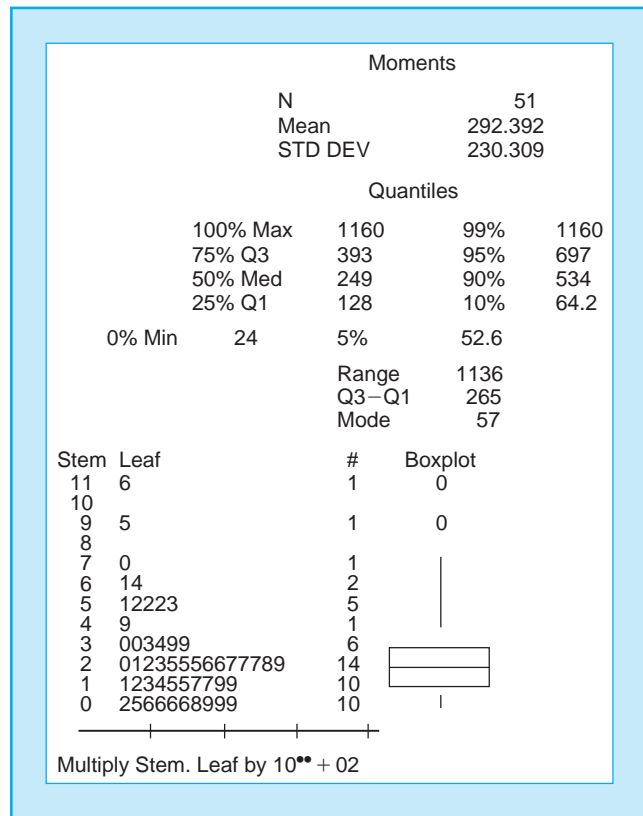 Moments
N 51
Mean 292.392
STD DEV 230.309
Quantiles
100% Max 1160 99% 1160
75% Q3 393 95% 697
50% Med 249 90% 534
25% Q1 128 10% 64.2
0% Min 24 5% 52.6
Range 1136
Q3−Q1 265
Mode 57
Stem Leaf # Boxplot
11 6 1 0
10
9 5 1 0
8
7 0 1
6 14 2
5 12223 5
4 9 1
3 003499 6
2 01235556677789 14
1 1234557799 10
0 2566668999 10
Multiply Stem. Leaf by 10•• + 02